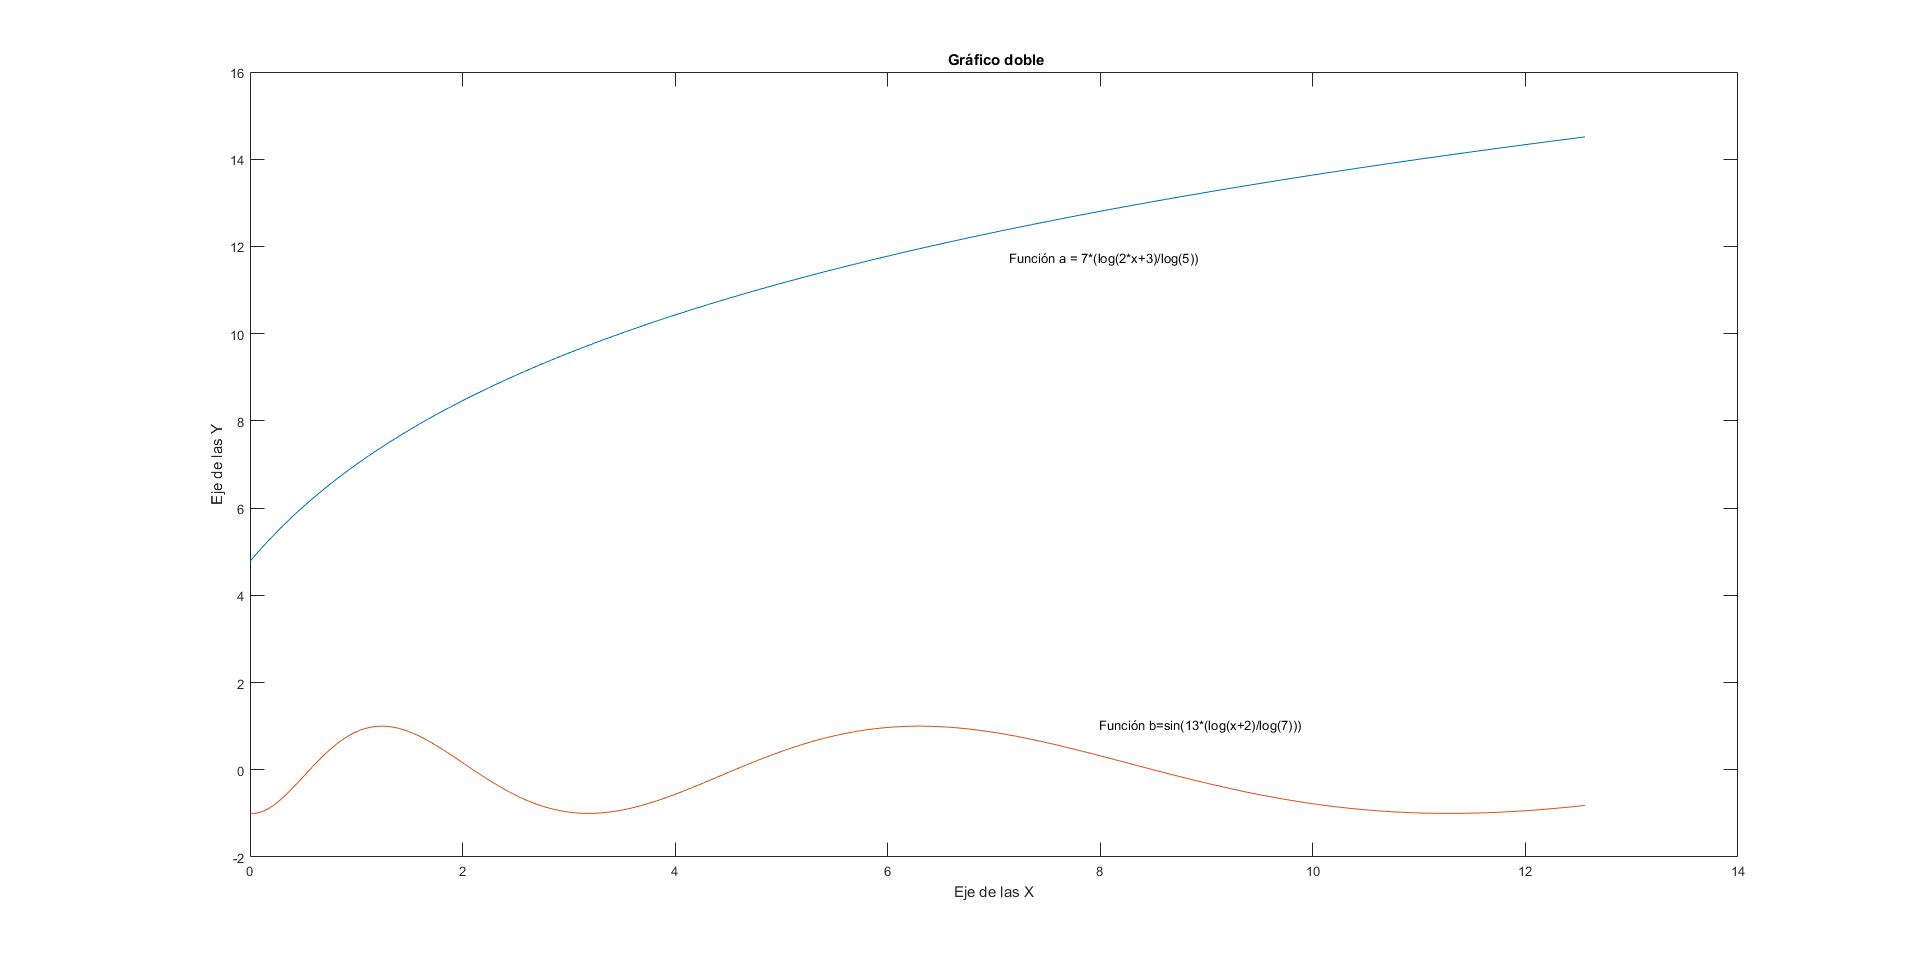 Gráfico doble
16
14
12
10
8
6
4
2
0
-2
Eje de las Y
Función a = 7*(log(2*x+3)/log(5))
Función b=sin(13*(log(x+2)/log(7)))
0 2 4 6 8 10 12 14
Eje de las X